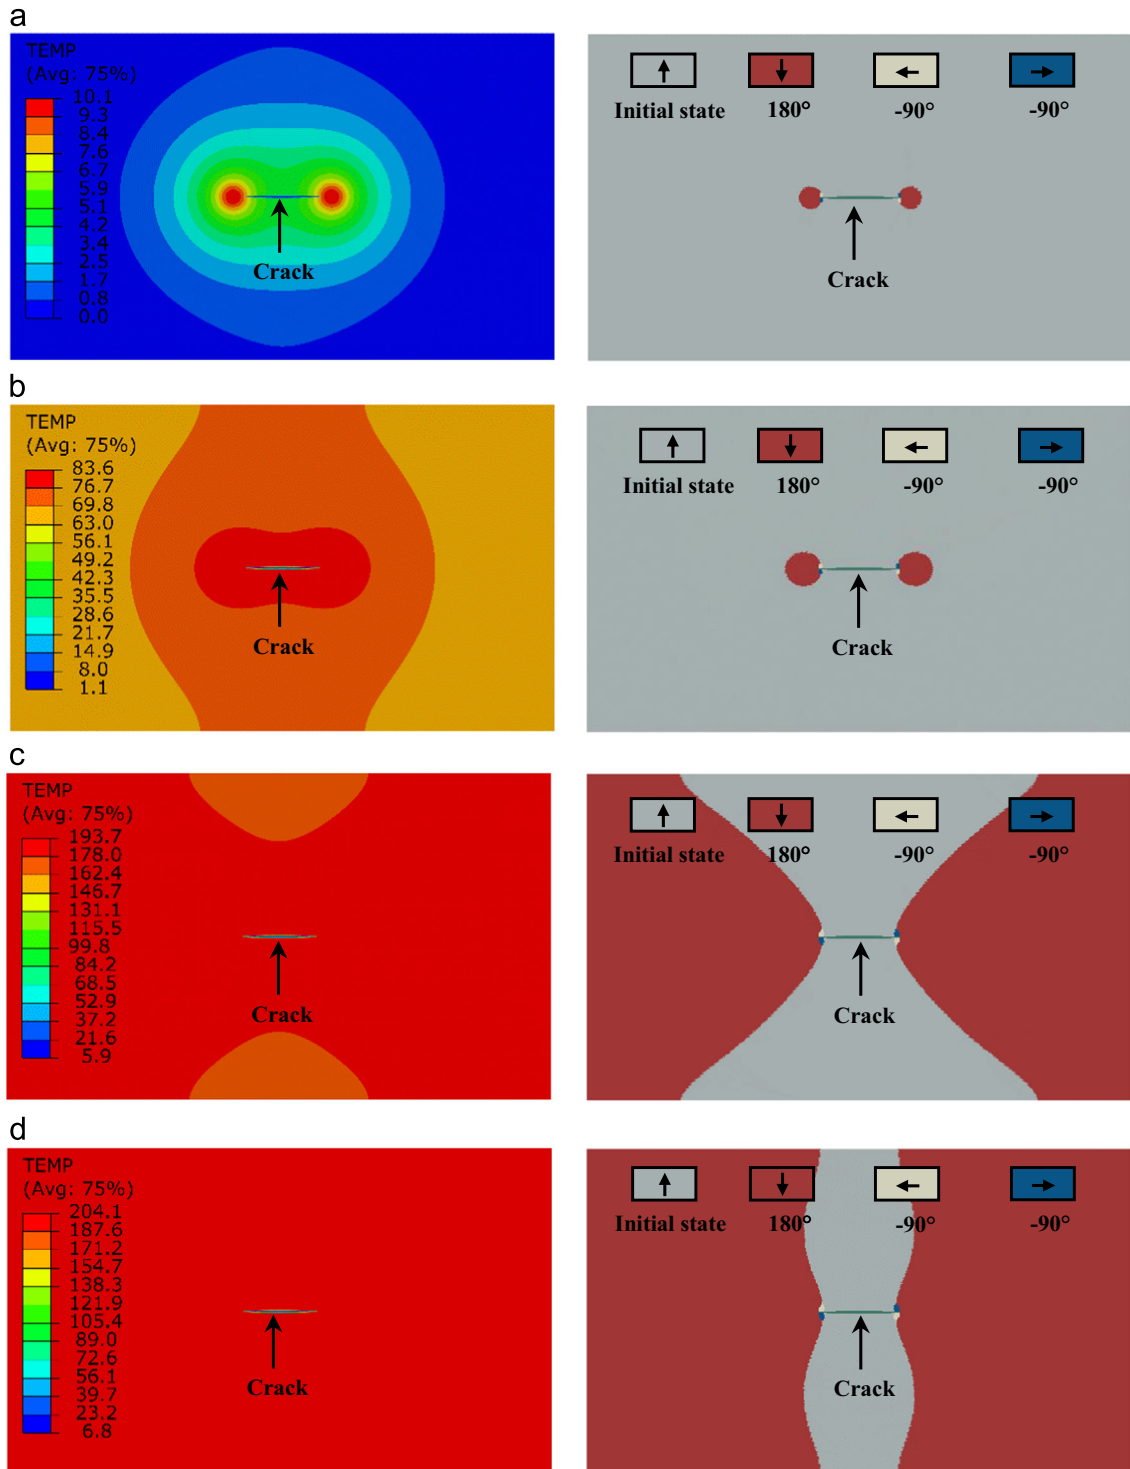 a
TEMP
(Avg: 75%)
10.1
9.3
8.4
7.6
6.7
5.9
5.1
4.2
3.4
2.5
1.7
0.8
0.0
Crack
Initial state 180° -90° -90°
Crack
b
TEMP
(Avg: 75%)
83.6
76.7
69.8
63.0
56.1
49.2
42.3
35.5
28.6
21.7
14.9
8.0
1.1
Crack
Initial state 180° -90° -90°
Crack
c
TEMP
(Avg: 75%)
193.7
178.0
162.4
146.7
131.1
115.5
99.8
84.2
68.5
52.9
37.2
21.6
5.9
Crack
Initial state 180° -90° -90°
Crack
d
TEMP
(Avg: 75%)
204.1
187.6
171.2
154.7
138.3
121.9
105.4
89.0
72.6
56.1
39.7
23.2
6.8
Crack
Initial state 180° -90° -90°
Crack